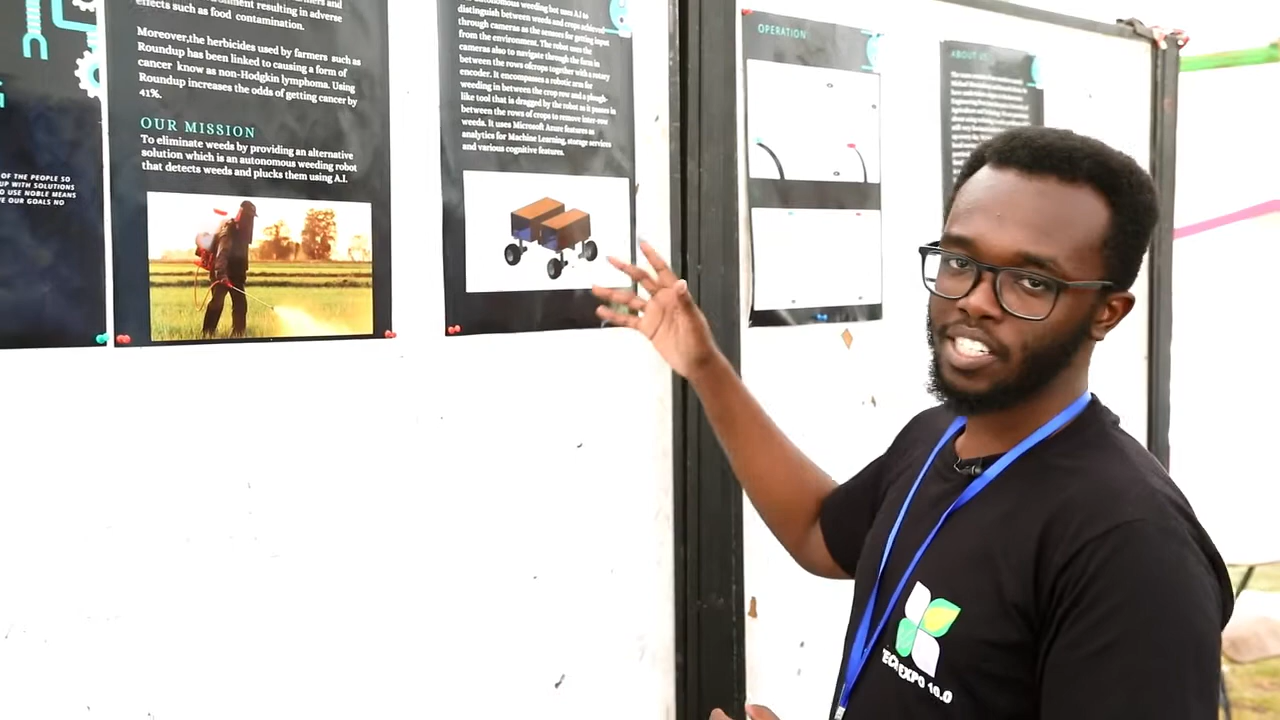 OF THE PEOPLE SO
UP WITH SOLUTIONS
O USE NOBLE MEANS
E OUR GOALS NO
effects such as food contamination.
Moreover,the herbicides used by farmers such as
Roundup has been linked to causing a form of
cancer know as non-Hodgkin lymphoma. Using
Roundup increases the odds of getting cancer by
41%.
OUR MISSION
To eliminate weeds by providing an alternative
solution which is an autonomous weeding robot
that detects weeds and plucks them using A.I.
autonomous weeding bot uses A.I to
distinguish between weeds and crops achieved
through cameras as the sensors for getting input
from the environment. The robot uses the
cameras also to navigate through the farm in
between the rows of crops together with a rotary
encoder. It encompasses a robotic arm for
weeding in between the crop row and a plough-
like tool that is dragged by the robot as it passes in
between the rows of crops to remove inter-row
weeds. It uses Microsoft Azure features as
analytics for Machine Learning, storage services
and various cognitive features.
OPERATION
ABOUT
TECH EXPO 10.0